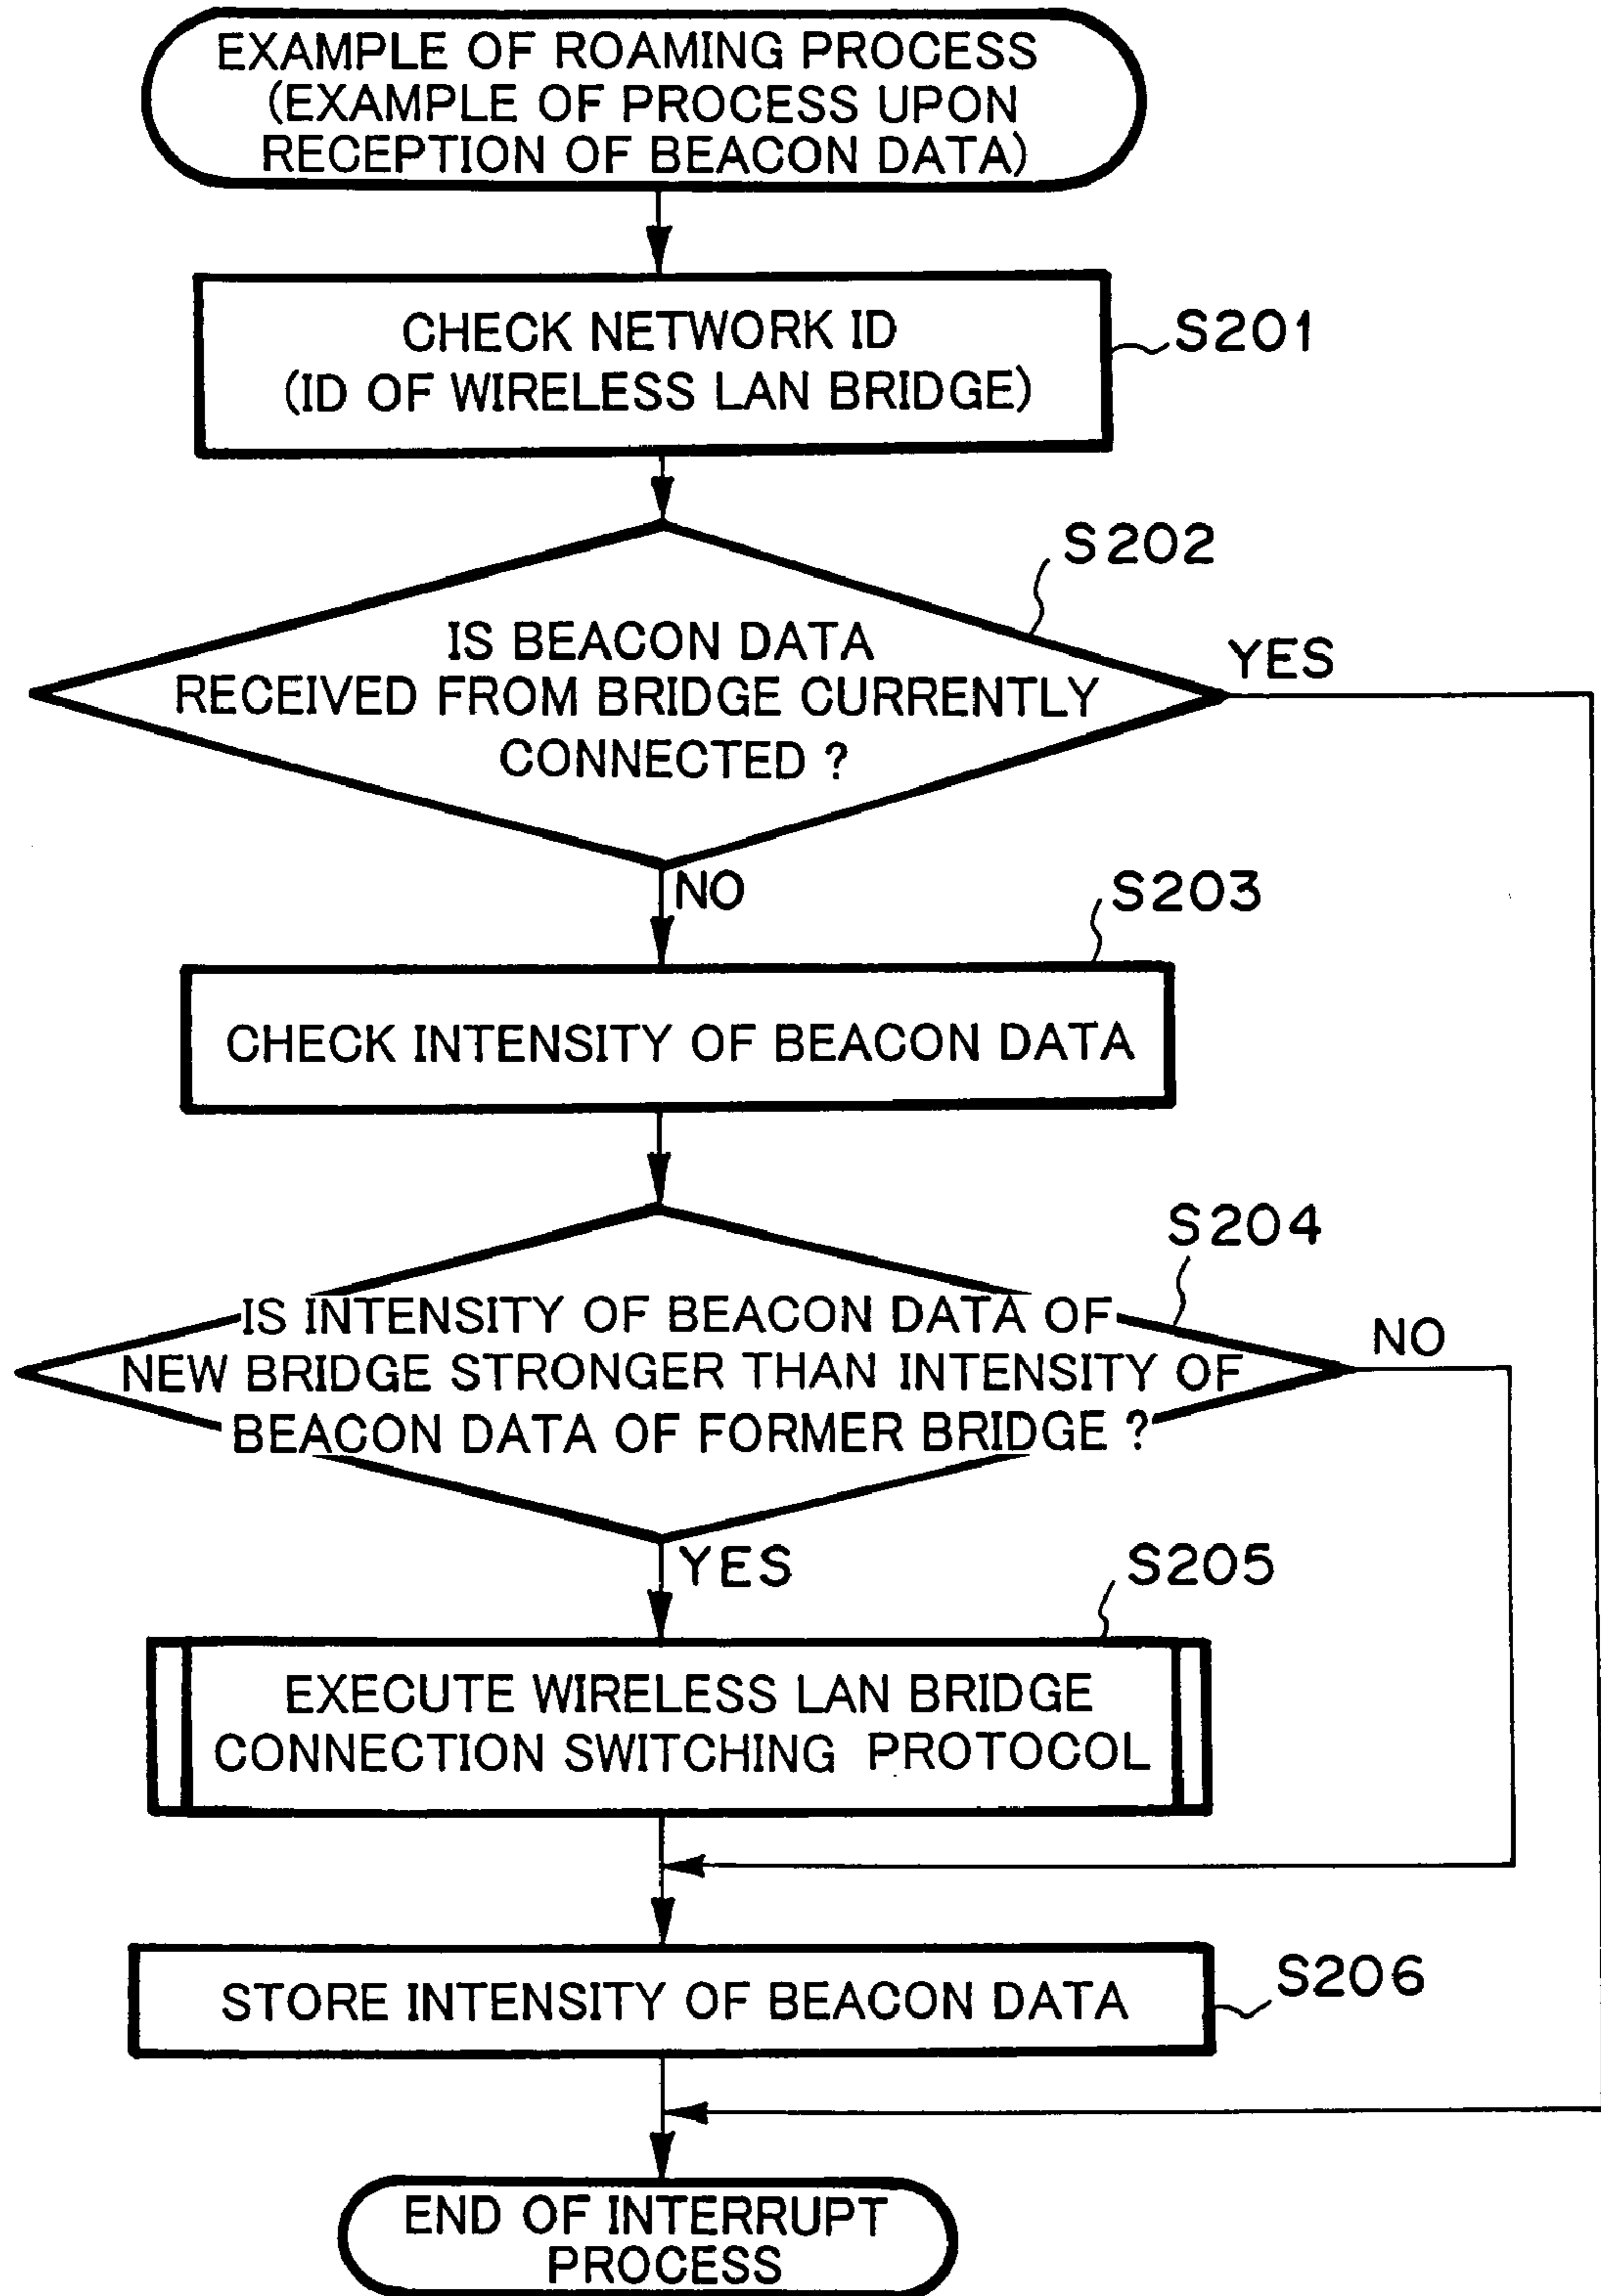 EXAMPLE OF ROAMING PROCESS
(EXAMPLE OF PROCESS UPON
RECEPTION OF BEACON DATA)
CHECK NETWORK ID
(ID OF WIRELESS LAN BRIDGE)
S201
S202
IS BEACON DATA
RECEIVED FROM BRIDGE CURRENTLY
CONNECTED ?
YES
NO
S203
CHECK INTENSITY OF BEACON DATA
S204
IS INTENSITY OF BEACON DATA OF
NEW BRIDGE STRONGER THAN INTENSITY OF
BEACON DATA OF FORMER BRIDGE ?
NO
YES
S205
EXECUTE WIRELESS LAN BRIDGE
CONNECTION SWITCHING PROTOCOL
STORE INTENSITY OF BEACON DATA
S206
END OF INTERRUPT
PROCESS